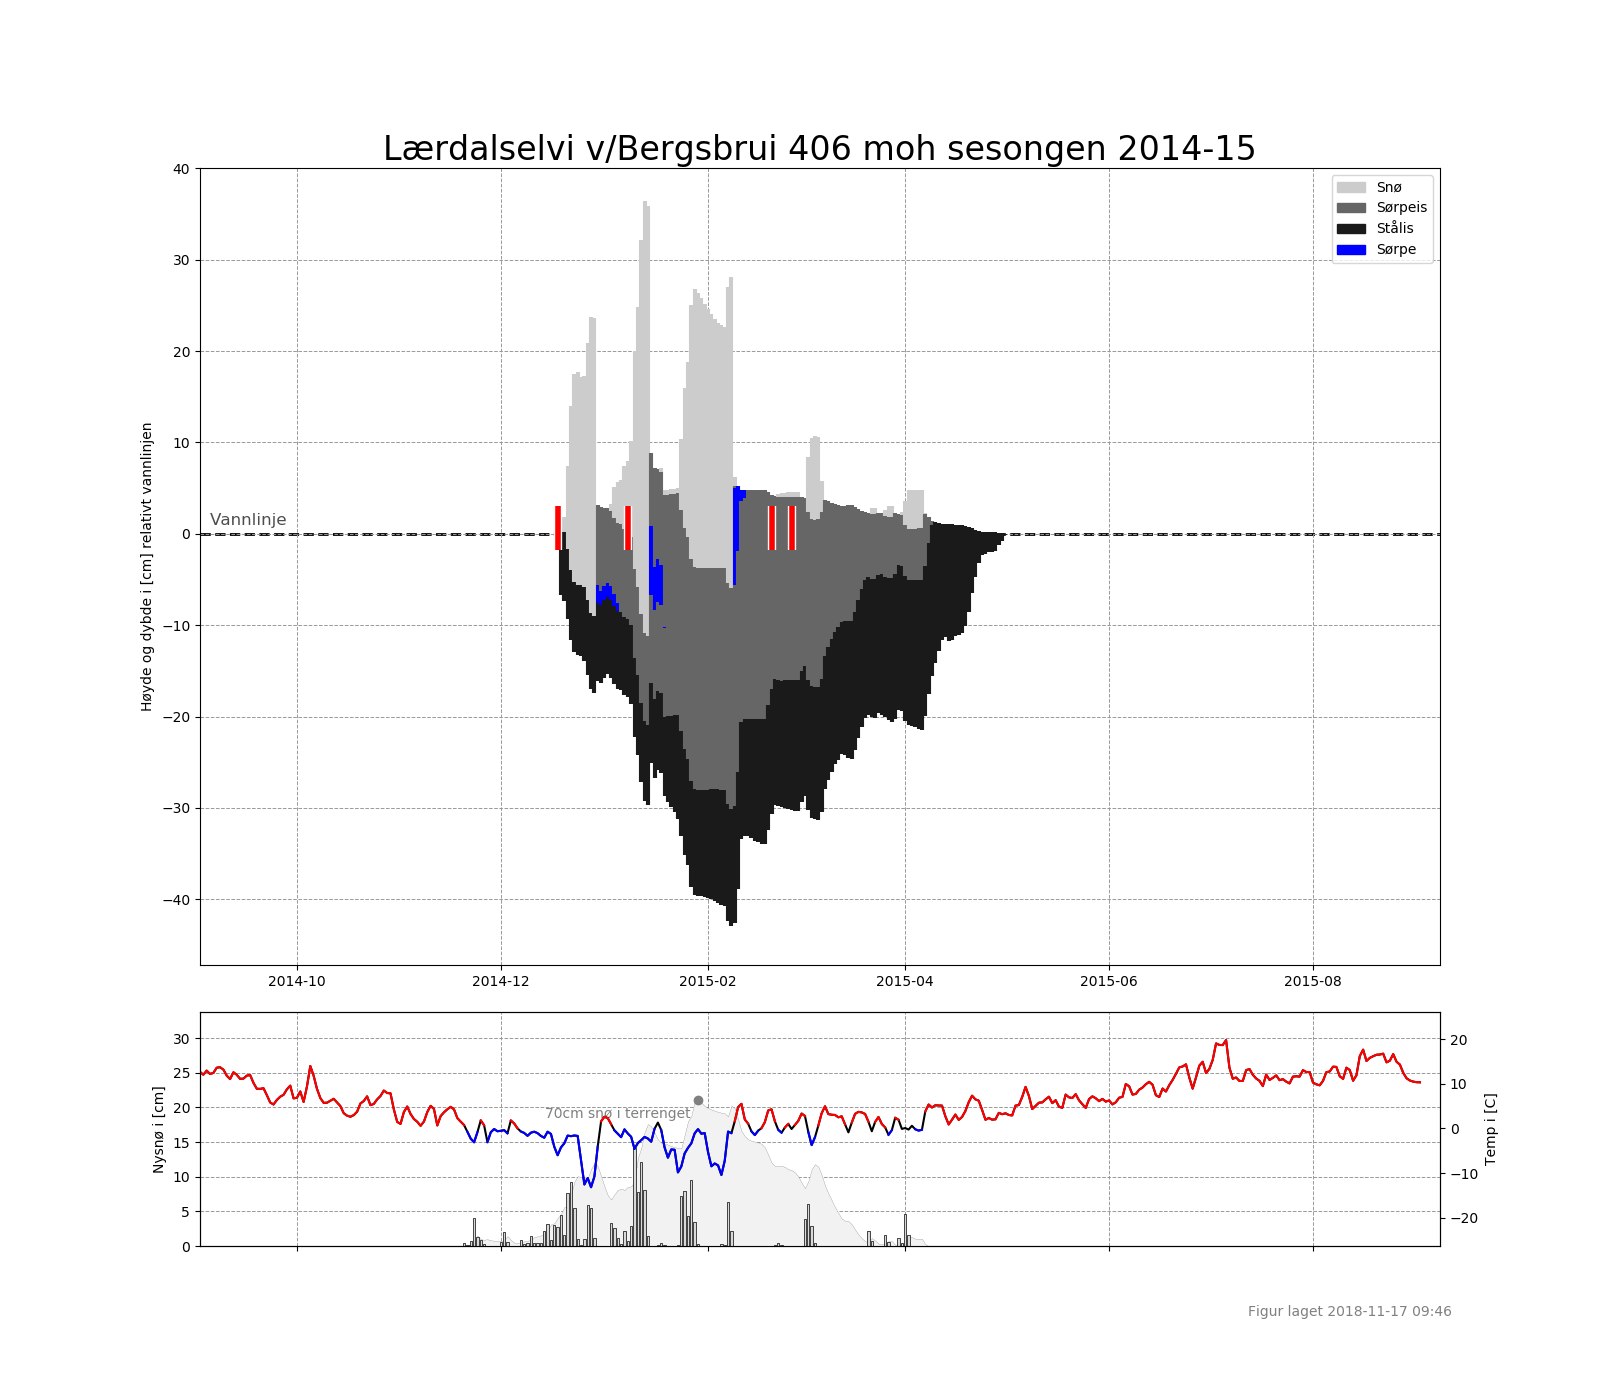 Lærdalselvi v/Bergsbrui 406 moh sesongen 2014-15
40
30
20
10
0
−10
−20
−30
−40
Høyde og dybde i [cm] relativt vannlinjen
Vannlinje
Snø
Sørpeis
Stålis
Sørpe
2014-10
2014-12
2015-02
2015-04
2015-06
2015-08
30
25
20
15
10
5
0
Nysnø i [cm]
70cm snø i terrenget
20
10
0
−10
−20
Temp i [C]
Figur laget 2018-11-17 09:46